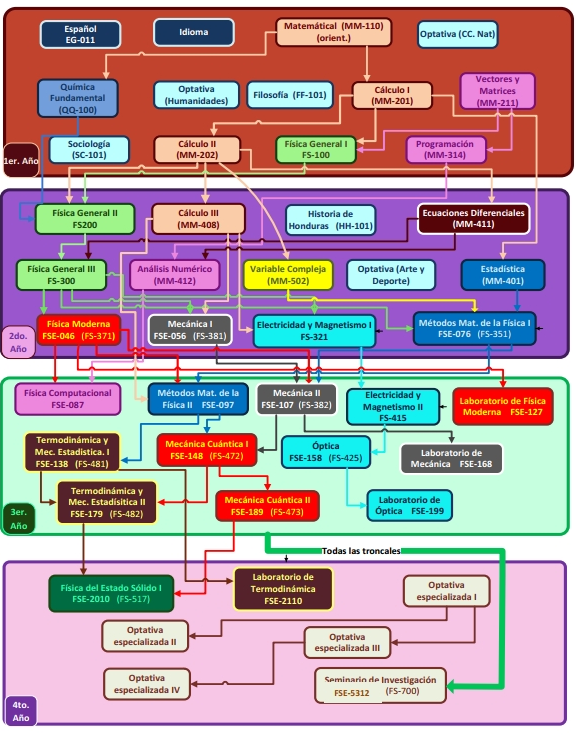 Español
EG-011
Idioma
Matemátical (MM-110)
(orient.)
Optativa (CC. Nat)
Química
Fundamental
(QQ-100)
Optativa
(Humanidades)
Filosofía (FF-101)
Cálculo I
(MM-201)
Vectores y
Matrices
(MM-211)
1er. Año
Sociología
(SC-101)
Cálculo II
(MM-202)
Física General I
FS-100
Programación
(MM-314)
Física General II
FS200
Cálculo III
(MM-408)
Historia de
Honduras (HH-101)
Ecuaciones Diferenciales
(MM-411)
Física General III
FS-300
Análisis Numérico
(MM-412)
Variable Compleja
(MM-502)
Optativa (Arte y
Deporte)
Estadística
(MM-401)
2do.
Año
Física Moderna
FSE-046 (FS-371)
Mecánica I
FSE-056 (FS-381)
Electricidad y Magnetismo I
FS-321
Métodos Mat. de la Física I
FSE-076 (FS-351)
Física Computacional
FSE-087
Métodos Mat. de la
Física II FSE-097
Mecánica II
FSE-107 (FS-382)
Electricidad y
Magnetismo II
FS-415
Laboratorio de Física
Moderna FSE-127
Termodinámica y
Mec. Estadística. I
FSE-138 (FS-481)
Mecánica Cuántica I
FSE-148 (FS-472)
Óptica
FSE-158 (FS-425)
Laboratorio de
Mecánica FSE-168
3er.
Año
Termodinámica y
Mec. Estadísitica II
FSE-179 (FS-482)
Mecánica Cuántica II
FSE-189 (FS-473)
Laboratorio de
Óptica FSE-199
Todas las troncales
Física del Estado Sólido I
FSE-2010 (FS-517)
Laboratorio de
Termodinámica
FSE-2110
Optativa
especializada I
Optativa
especializada II
Optativa
especializada III
Optativa
especializada IV
Seminario de Investigación
FSE-5312 (FS-700)
4to.
Año